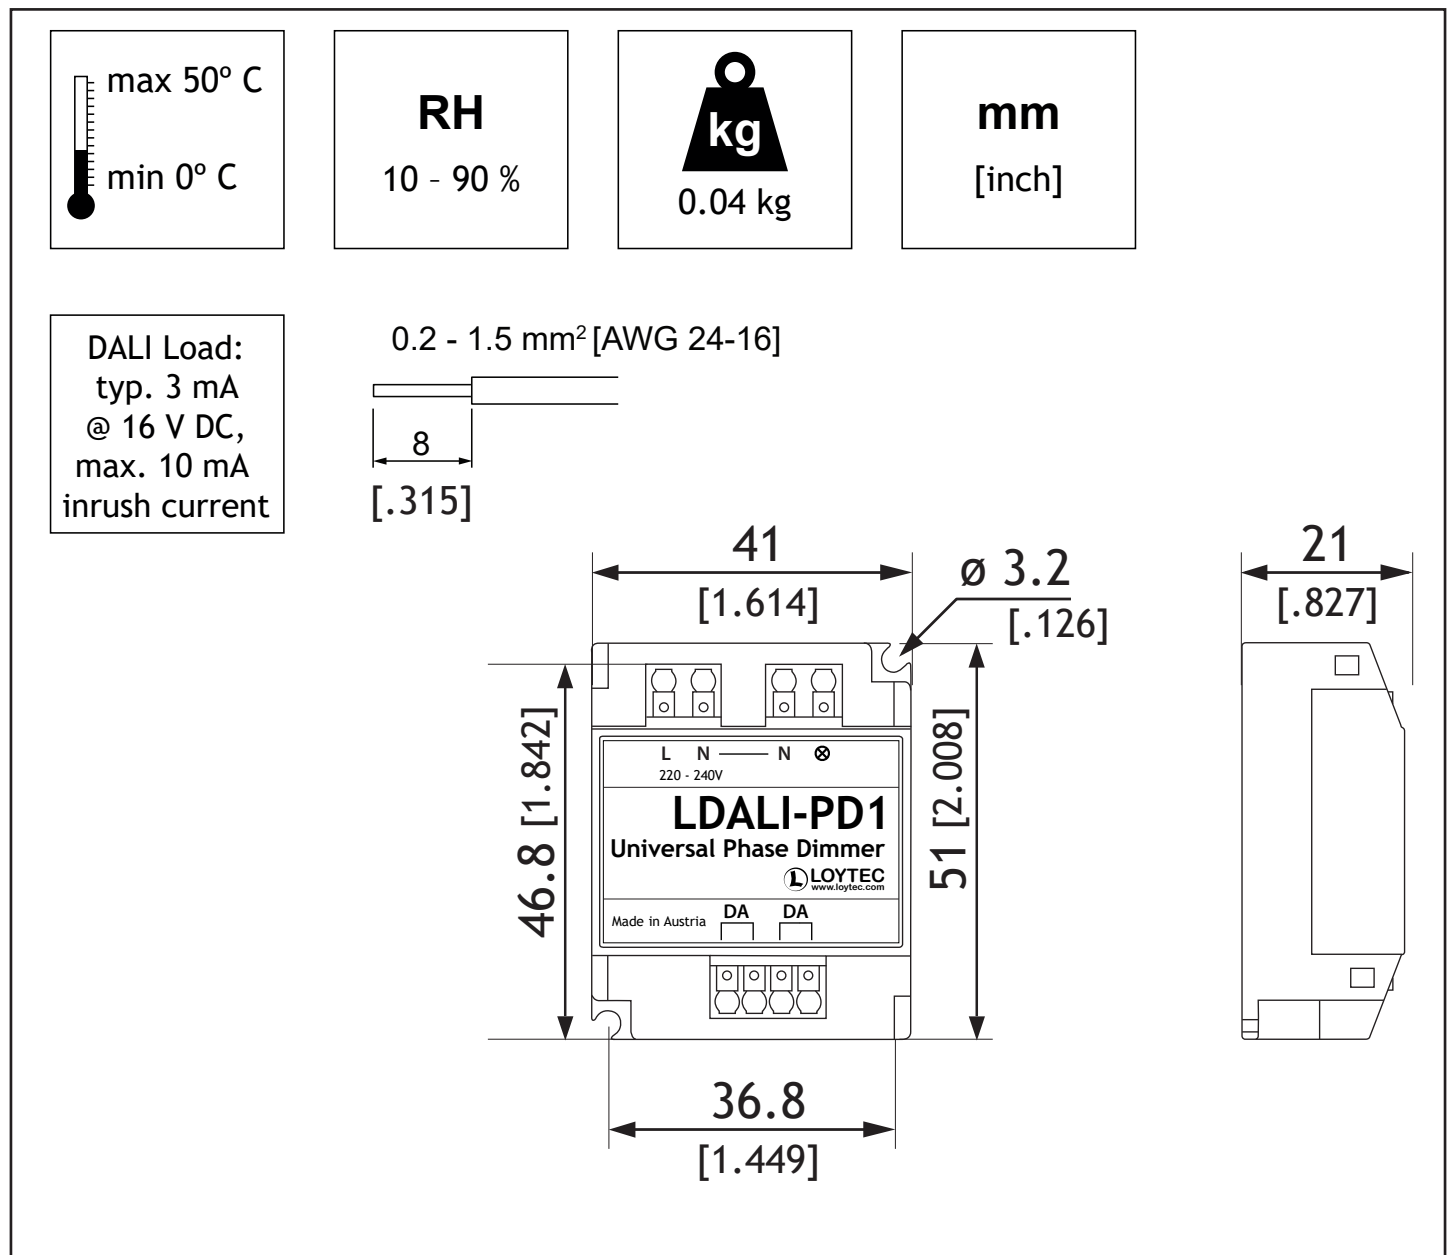 max 50º C
min 0º C
RH
10 - 90 %
kg
0.04 kg
mm
[inch]
DALI Load:
typ. 3 mA
@ 16 V DC,
max. 10 mA
inrush current
0.2 - 1.5 mm² [AWG 24-16]
8
[.315]
41
[1.614]
ø 3.2
[.126]
21
[.827]
46.8 [1.842]
51 [2.008]
L N N
220 - 240V
LDALI-PD1
Universal Phase Dimmer
L LOYTEC
www.loytec.com
Made in Austria
DA DA
36.8
[1.449]